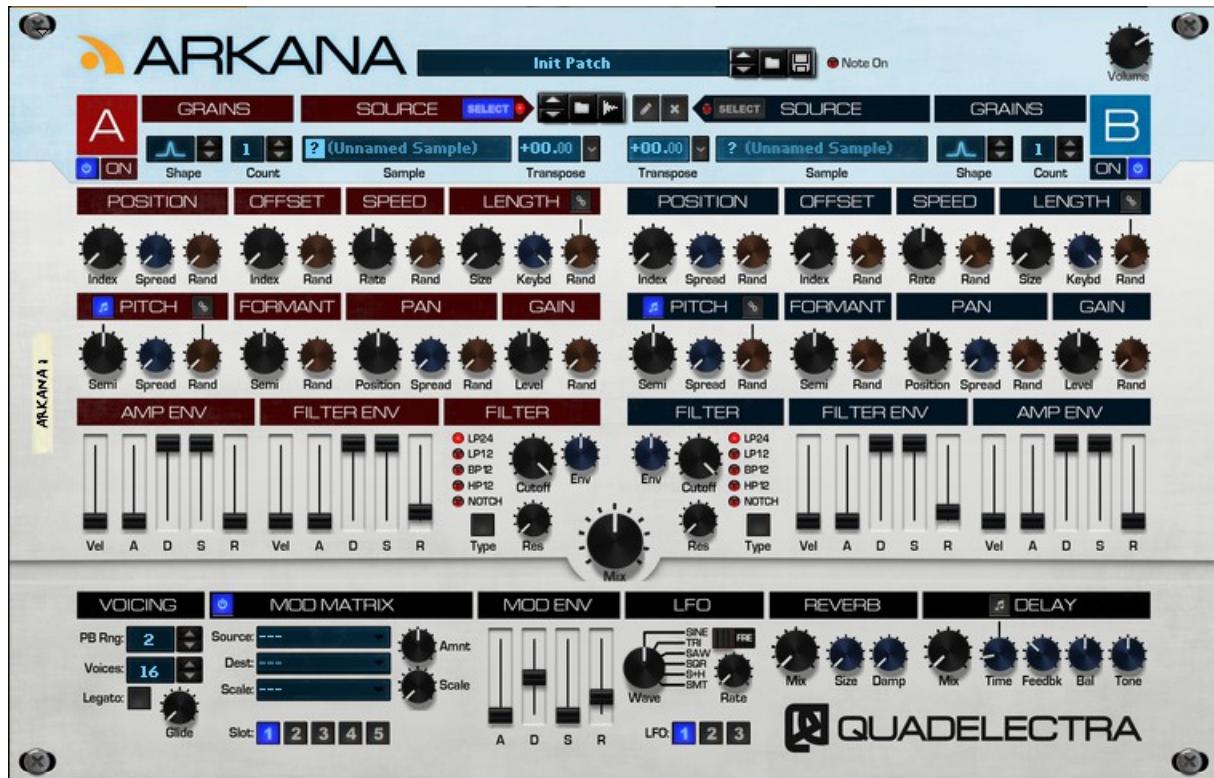 ARKANA
Init Patch
Note On
Volume
A GRAINS SOURCE SELECT SELECT SOURCE GRAINS B
1 ? (Unnamed Sample) +00.00 +00.00 ? (Unnamed Sample) 1
ON Shape Count Sample Transpose Transpose Sample Shape Count ON
POSITION OFFSET SPEED LENGTH POSITION OFFSET SPEED LENGTH
Index Spread Rand Index Rand Rate Rand Size Keybd Rand Index Spread Rand Index Rand Rate Rand Size Keybd Rand
PITCH FORMANT PAN GAIN PITCH FORMANT PAN GAIN
Semi Spread Rand Semi Rand Position Spread Rand Level Rand Semi Spread Rand Semi Rand Position Spread Rand Level Rand
ARKANA 1
AMP ENV FILTER ENV FILTER FILTER FILTER ENV AMP ENV
LP24 LP24
LP12 LP12
BP12 BP12
HP12 HP12
NOTCH NOTCH
Cutoff Env Env Cutoff
Vel A D S R Vel A D S R Type Res Res Type Vel A D S R Vel A D S R
Mix
VOICING MOD MATRIX MOD ENV LFO REVERB DELAY
PB Rng: 2 Source: --- Amnt
Voices: 16 Dest: ---
Legato: Scale: --- Scale
Glide
Slot: 1 2 3 4 5
A D S R
SINE
TRI
SAW
SQR
S+H
SMT
FRE
Wave Rate
LFO: 1 2 3
Mix Size Damp Mix Time Feedbk Bal Tone
QUADELECTRA